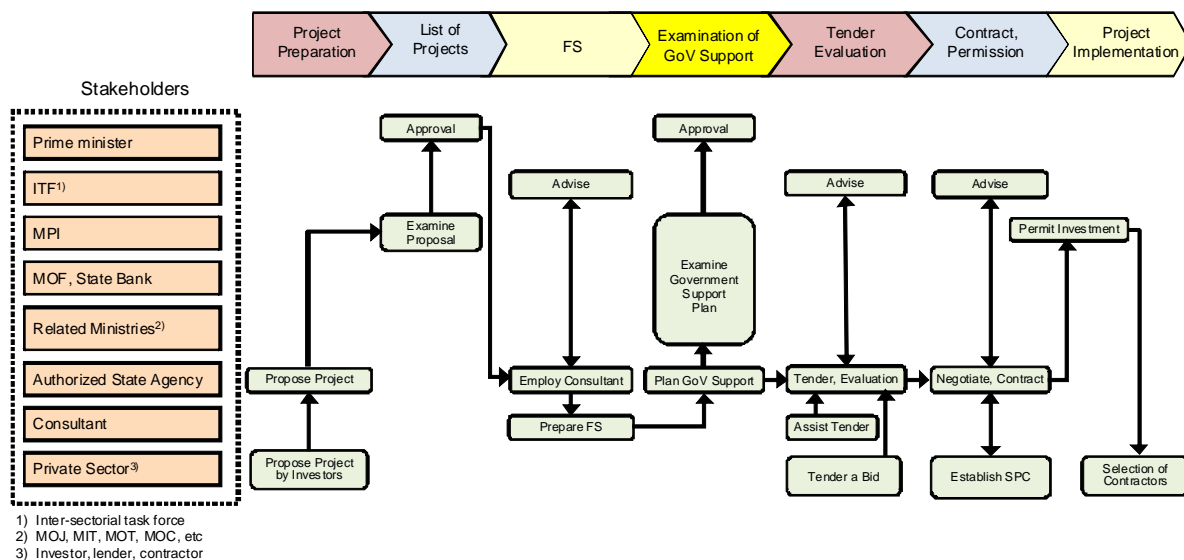 Project
Preparation
List of
Projects
FS
Examination of
GoV Support
Tender
Evaluation
Contract,
Permission
Project
Implementation
Stakeholders
Prime minister
ITF1)
MPI
MOF, State Bank
Related Ministries2)
Authorized State Agency
Consultant
Private Sector3)
Approval
Approval
Advise
Advise
Advise
Examine
Proposal
Permit Investment
Examine
Government
Support
Plan
Propose Project
Employ Consultant
Plan GoV Support
Tender, Evaluation
Negotiate, Contract
Prepare FS
Assist Tender
Propose Project
by Investors
Tender a Bid
Establish SPC
Selection of
Contractors
1) Inter-sectorial task force
2) MOJ, MIT, MOT, MOC, etc
3) Investor, lender, contractor